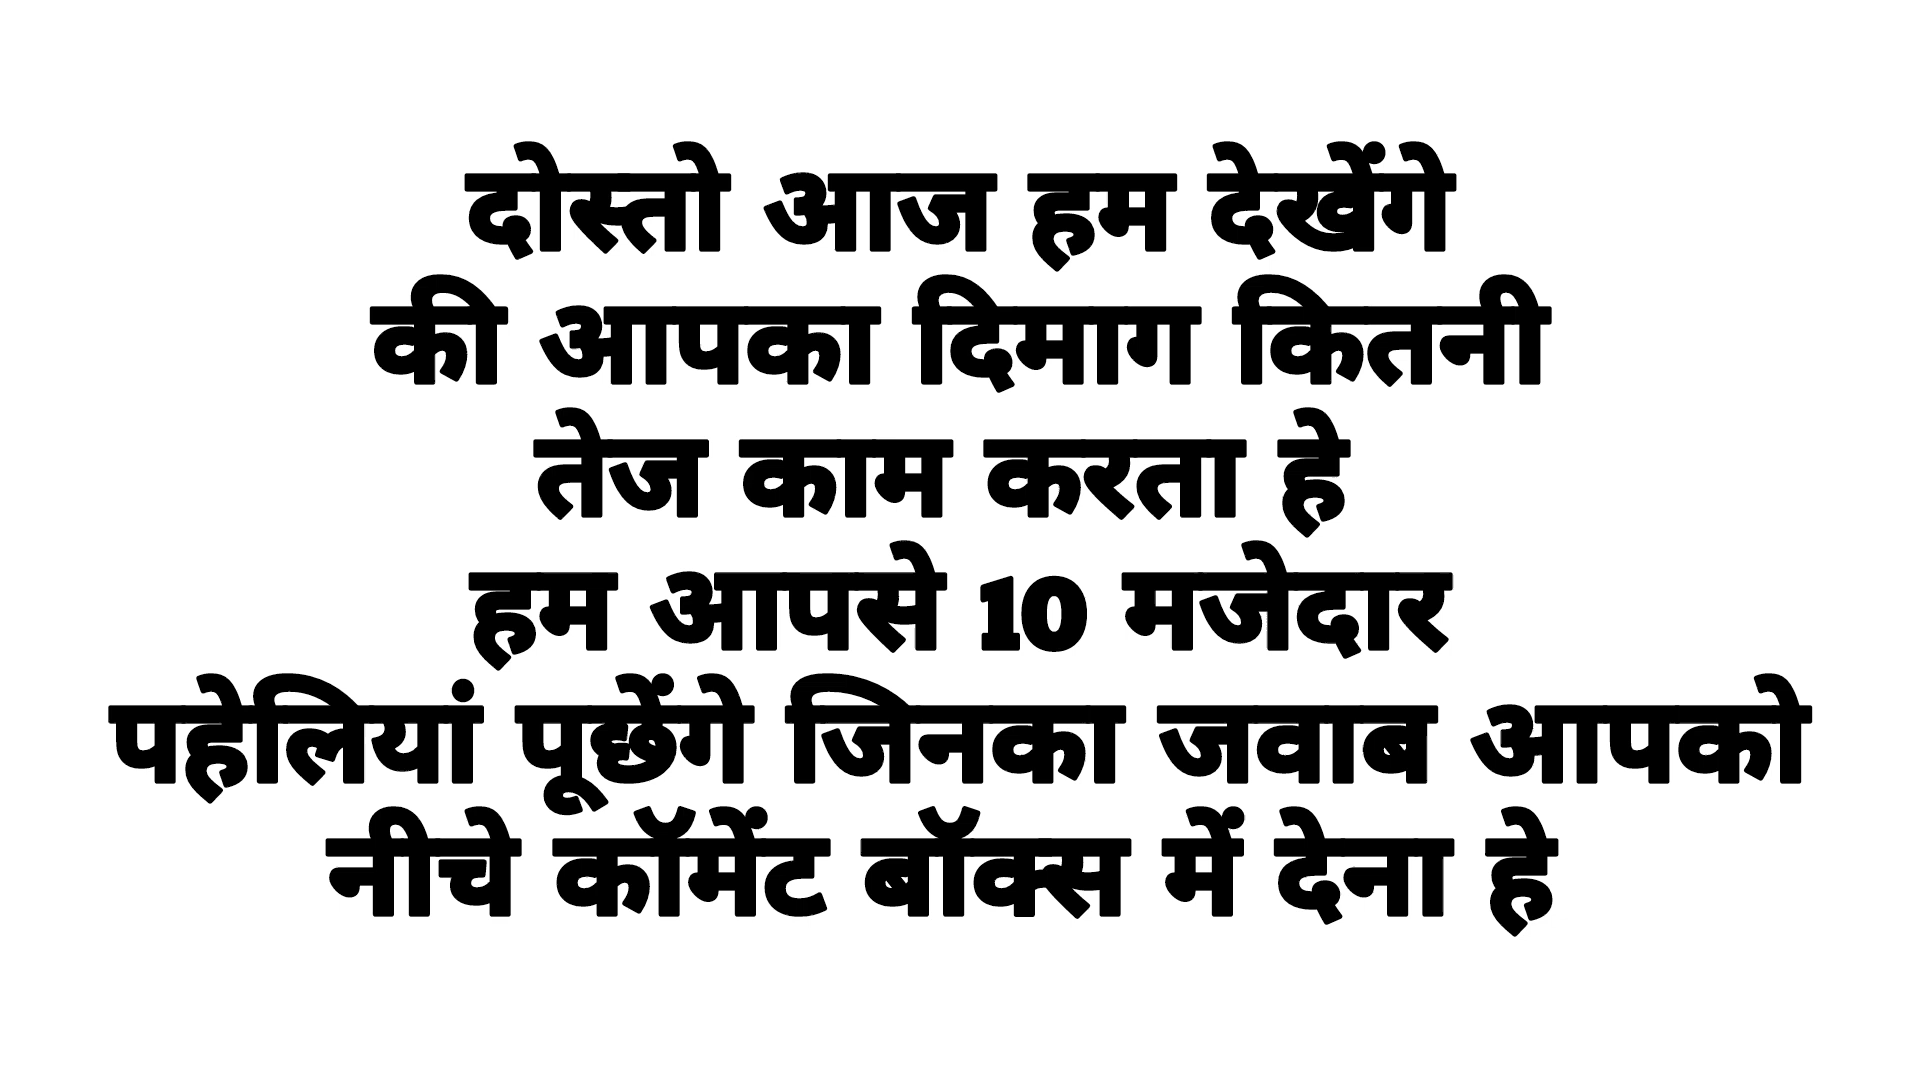 दोस्तो आज हम देखेंगे
की आपका दिमाग कितनी
तेज काम करता हे
हम आपसे 10 मजेदार
पहेलियां पूछेंगे जिनका जवाब आपको
नीचे कॉमेंट बॉक्स में देना हे